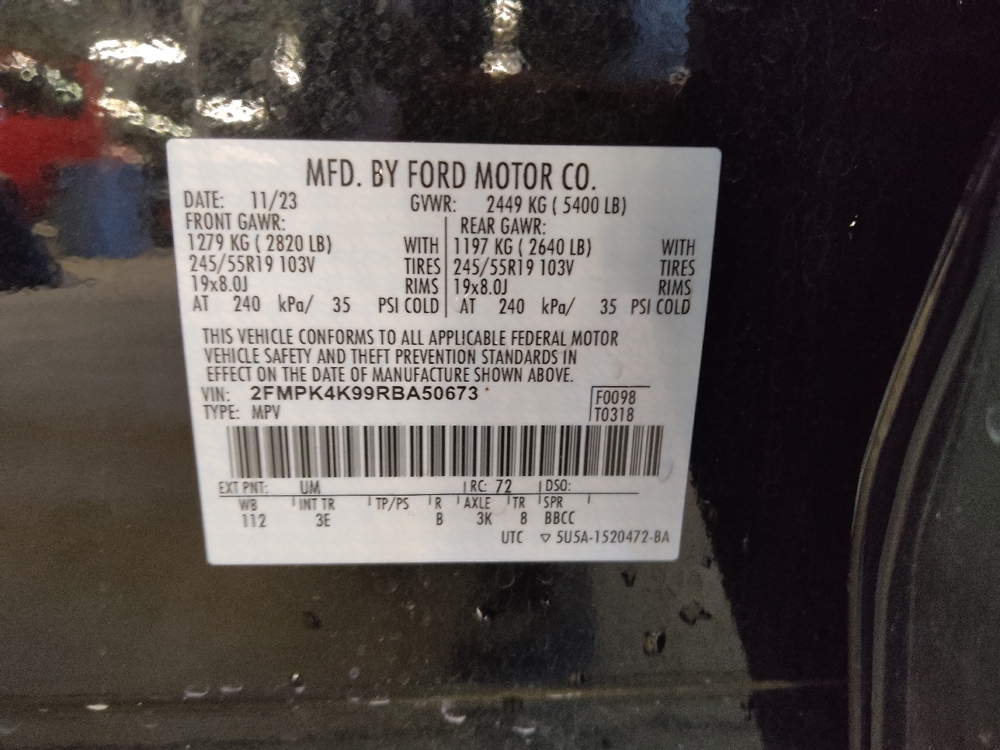 MFD. BY FORD MOTOR CO.
DATE: 11/23 GVWR: 2449 KG ( 5400 LB)
FRONT GAWR: REAR GAWR:
1279 KG ( 2820 LB) WITH 1197 KG ( 2640 LB) WITH
245/55R19 103V TIRES 245/55R19 103V TIRES
19x8.0J RIMS 19x8.0J RIMS
AT 240 kPa/ 35 PSI COLD AT 240 kPa/ 35 PSI COLD
THIS VEHICLE CONFORMS TO ALL APPLICABLE FEDERAL MOTOR
VEHICLE SAFETY AND THEFT PREVENTION STANDARDS IN
EFFECT ON THE DATE OF MANUFACTURE SHOWN ABOVE.
VIN: 2FMPK4K99RBA50673 F0098
TYPE: MPV T0318
EXT PNT: UM RC: 72 DSO:
WB INT TR TP/PS R AXLE TR SPR
112 3E B 3K 8 BBCC
UTC ▽ 5U5A-1520472-BA